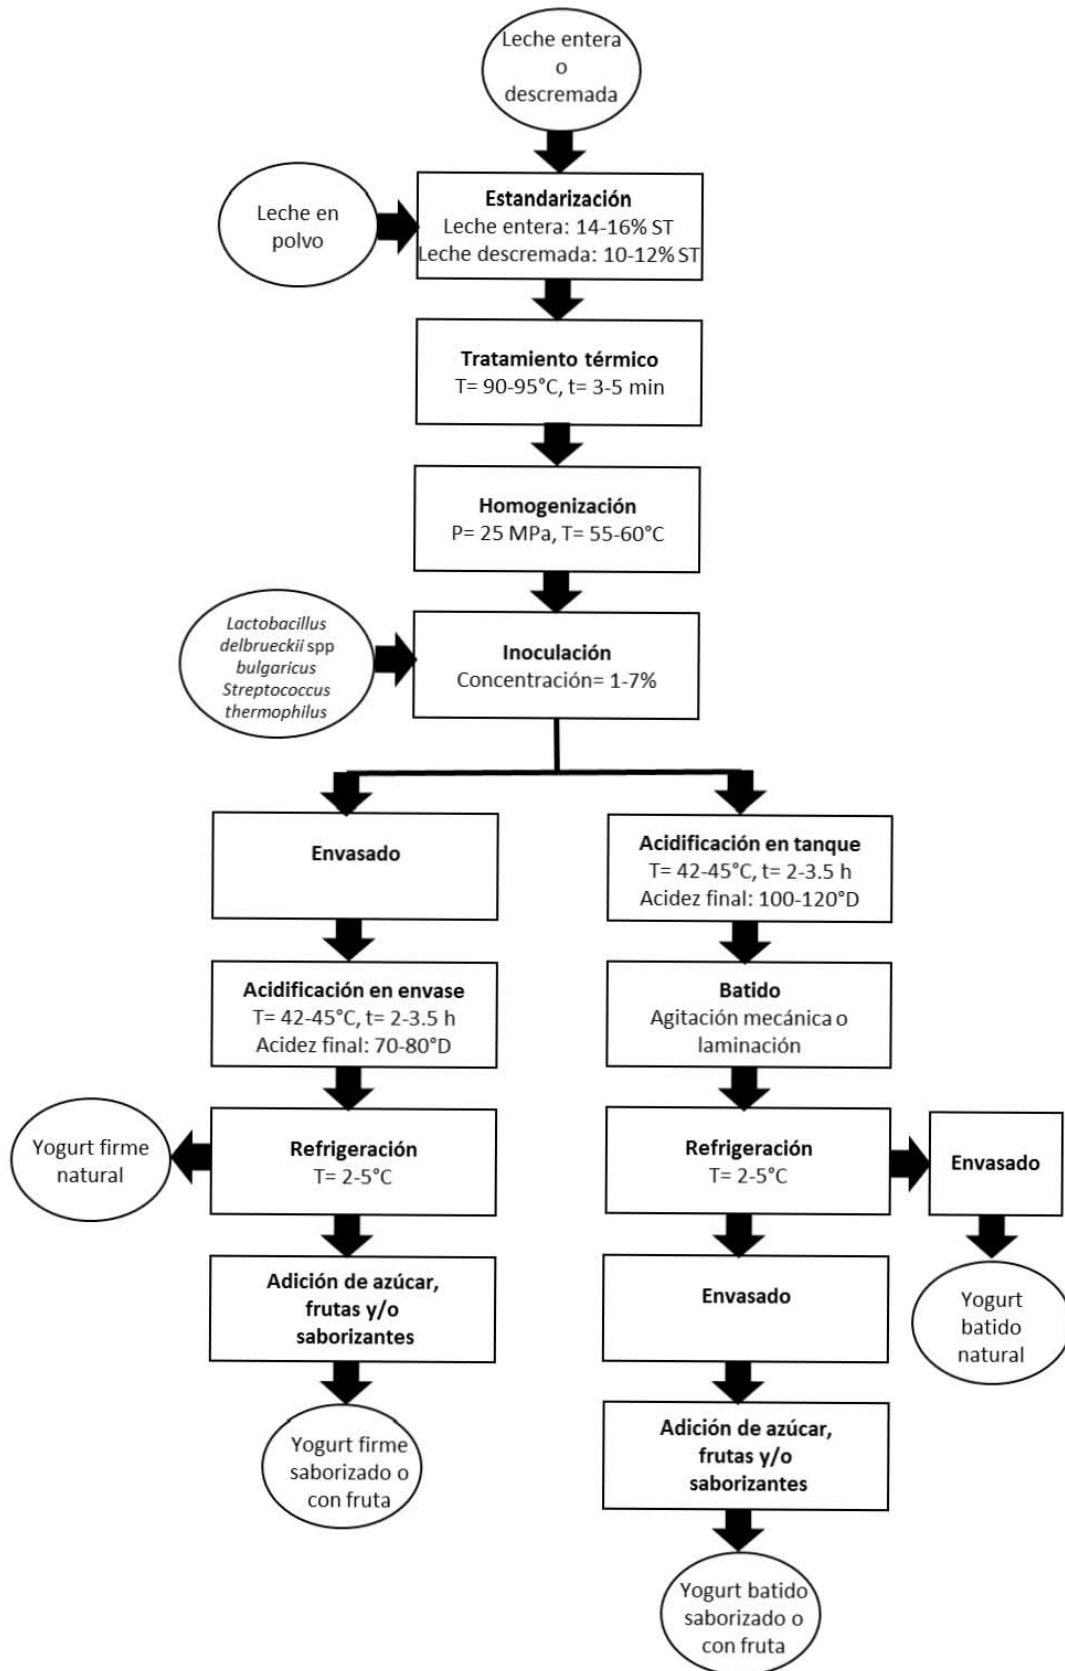 Leche entera
o
descremada
Leche en
polvo
Estandarización
Leche entera: 14-16% ST
Leche descremada: 10-12% ST
Tratamiento térmico
T= 90-95°C, t= 3-5 min
Homogenización
P= 25 MPa, T= 55-60°C
Lactobacillus
delbrueckii spp
bulgaricus
Streptococcus
thermophilus
Inoculación
Concentración= 1-7%
Envasado
Acidificación en envase
T= 42-45°C, t= 2-3.5 h
Acidez final: 70-80°D
Refrigeración
T= 2-5°C
Yogurt firme
natural
Adición de azúcar,
frutas y/o
saborizantes
Yogurt firme
saborizado o
con fruta
Acidificación en tanque
T= 42-45°C, t= 2-3.5 h
Acidez final: 100-120°D
Batido
Agitación mecánica o
laminación
Refrigeración
T= 2-5°C
Envasado
Yogurt
batido
natural
Envasado
Adición de azúcar,
frutas y/o
saborizantes
Yogurt batido
saborizado o
con fruta